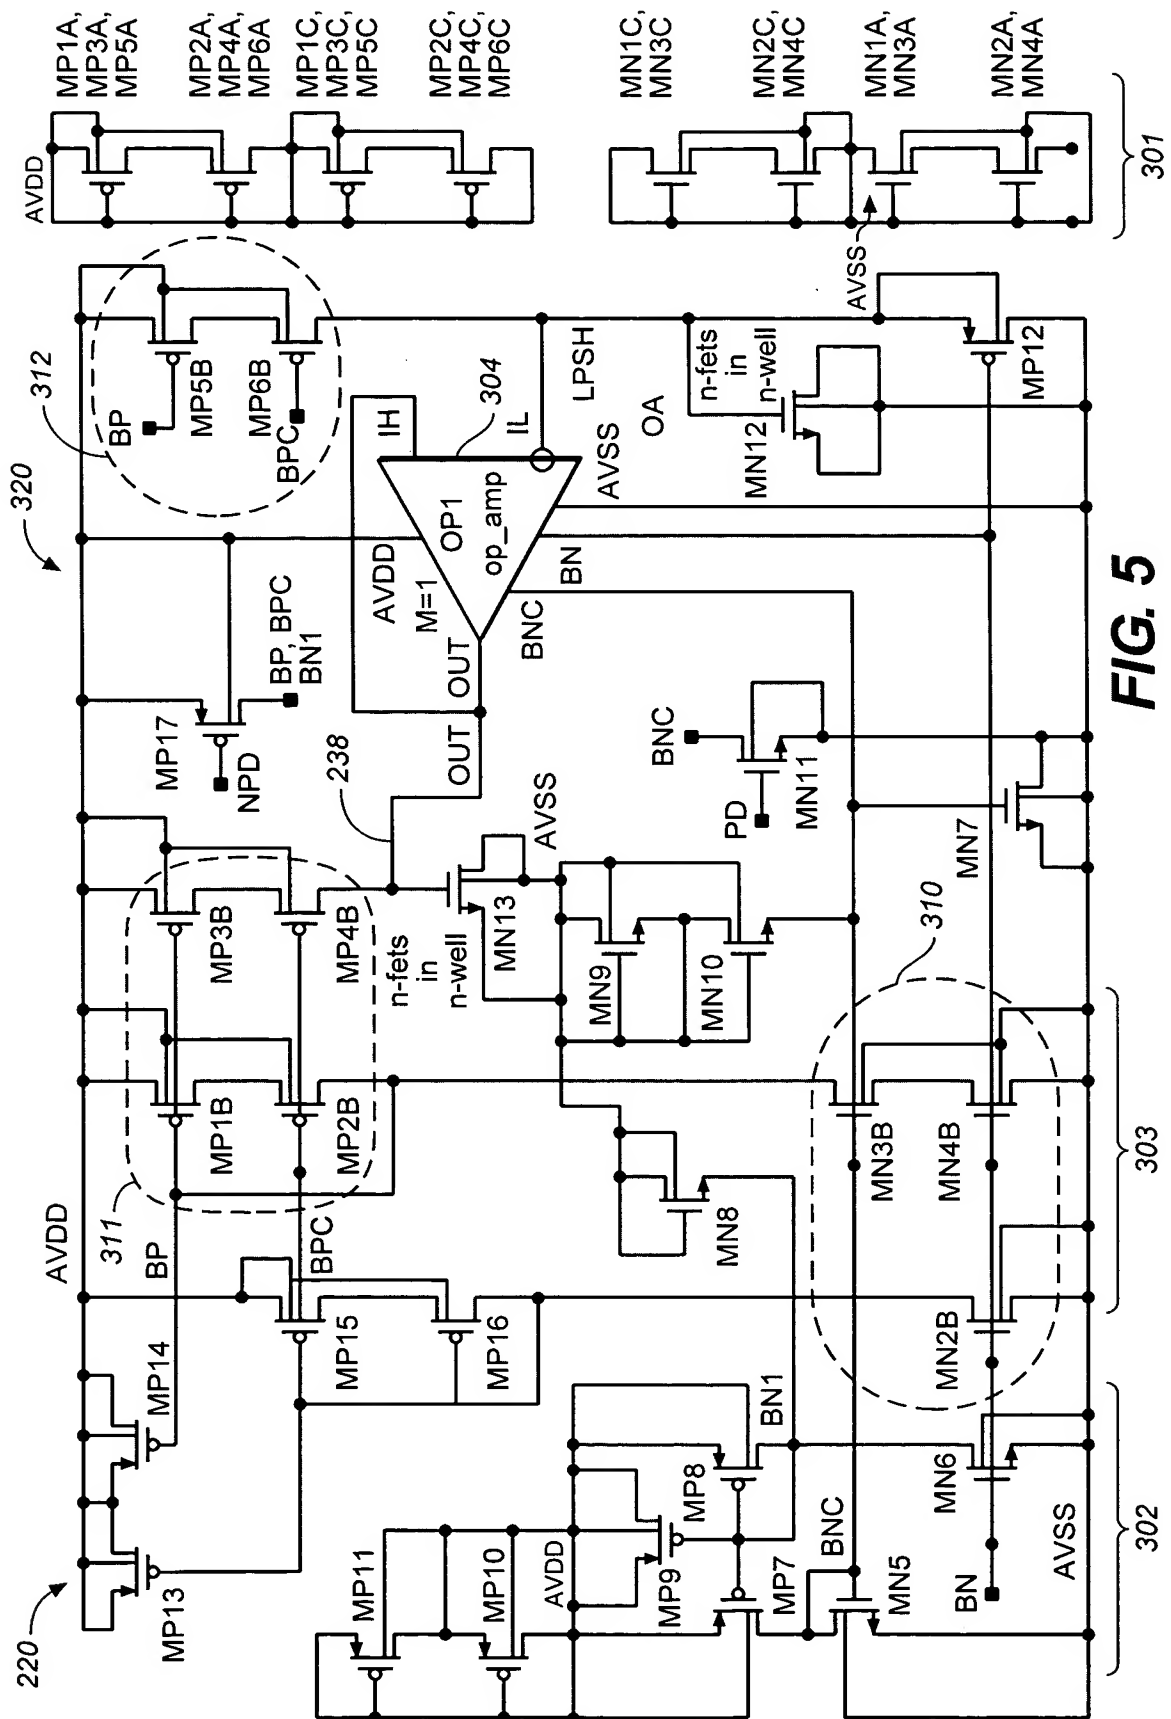 220
AVDD
320
MP13
MP14
BP
BPC
311
MP1B
MP2B
MP3B
MP4B
MP15
MP16
MP17
NPD
BP, BPC
BN1
312
BP
MP5B
MP6B
BPC
AVDD
MP1A,
MP3A,
MP5A
MP2A,
MP4A,
MP6A
MP1C,
MP3C,
MP5C
MP2C,
MP4C,
MP6C
MN1C,
MN3C
MN2C,
MN4C
MN1A,
MN3A
MN2A,
MN4A
AVSS
301
238
OUT
OUT
AVDD
M=1
OP1
op_amp
304
IH
IL
LPSH
AVSS
BN
BNC
OA
n-fets
in
n-well
MN12
MP12
n-fets
in
n-well
MN13
AVSS
MN9
MN10
MN8
MP11
MP10
AVDD
MP9
MP8
MP7
BN1
BNC
MN5
MN6
BN
AVSS
MN2B
MN3B
MN4B
310
BNC
PD
MN11
MN7
302
303
FIG. 5